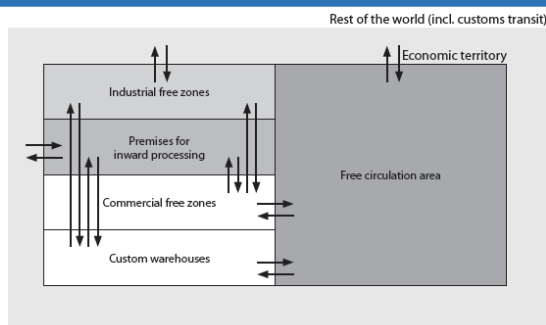 Rest of the world (incl. customs transit)
Economic territory
Industrial free zones
Premises for
inward processing
Free circulation area
Commercial free zones
Custom warehouses